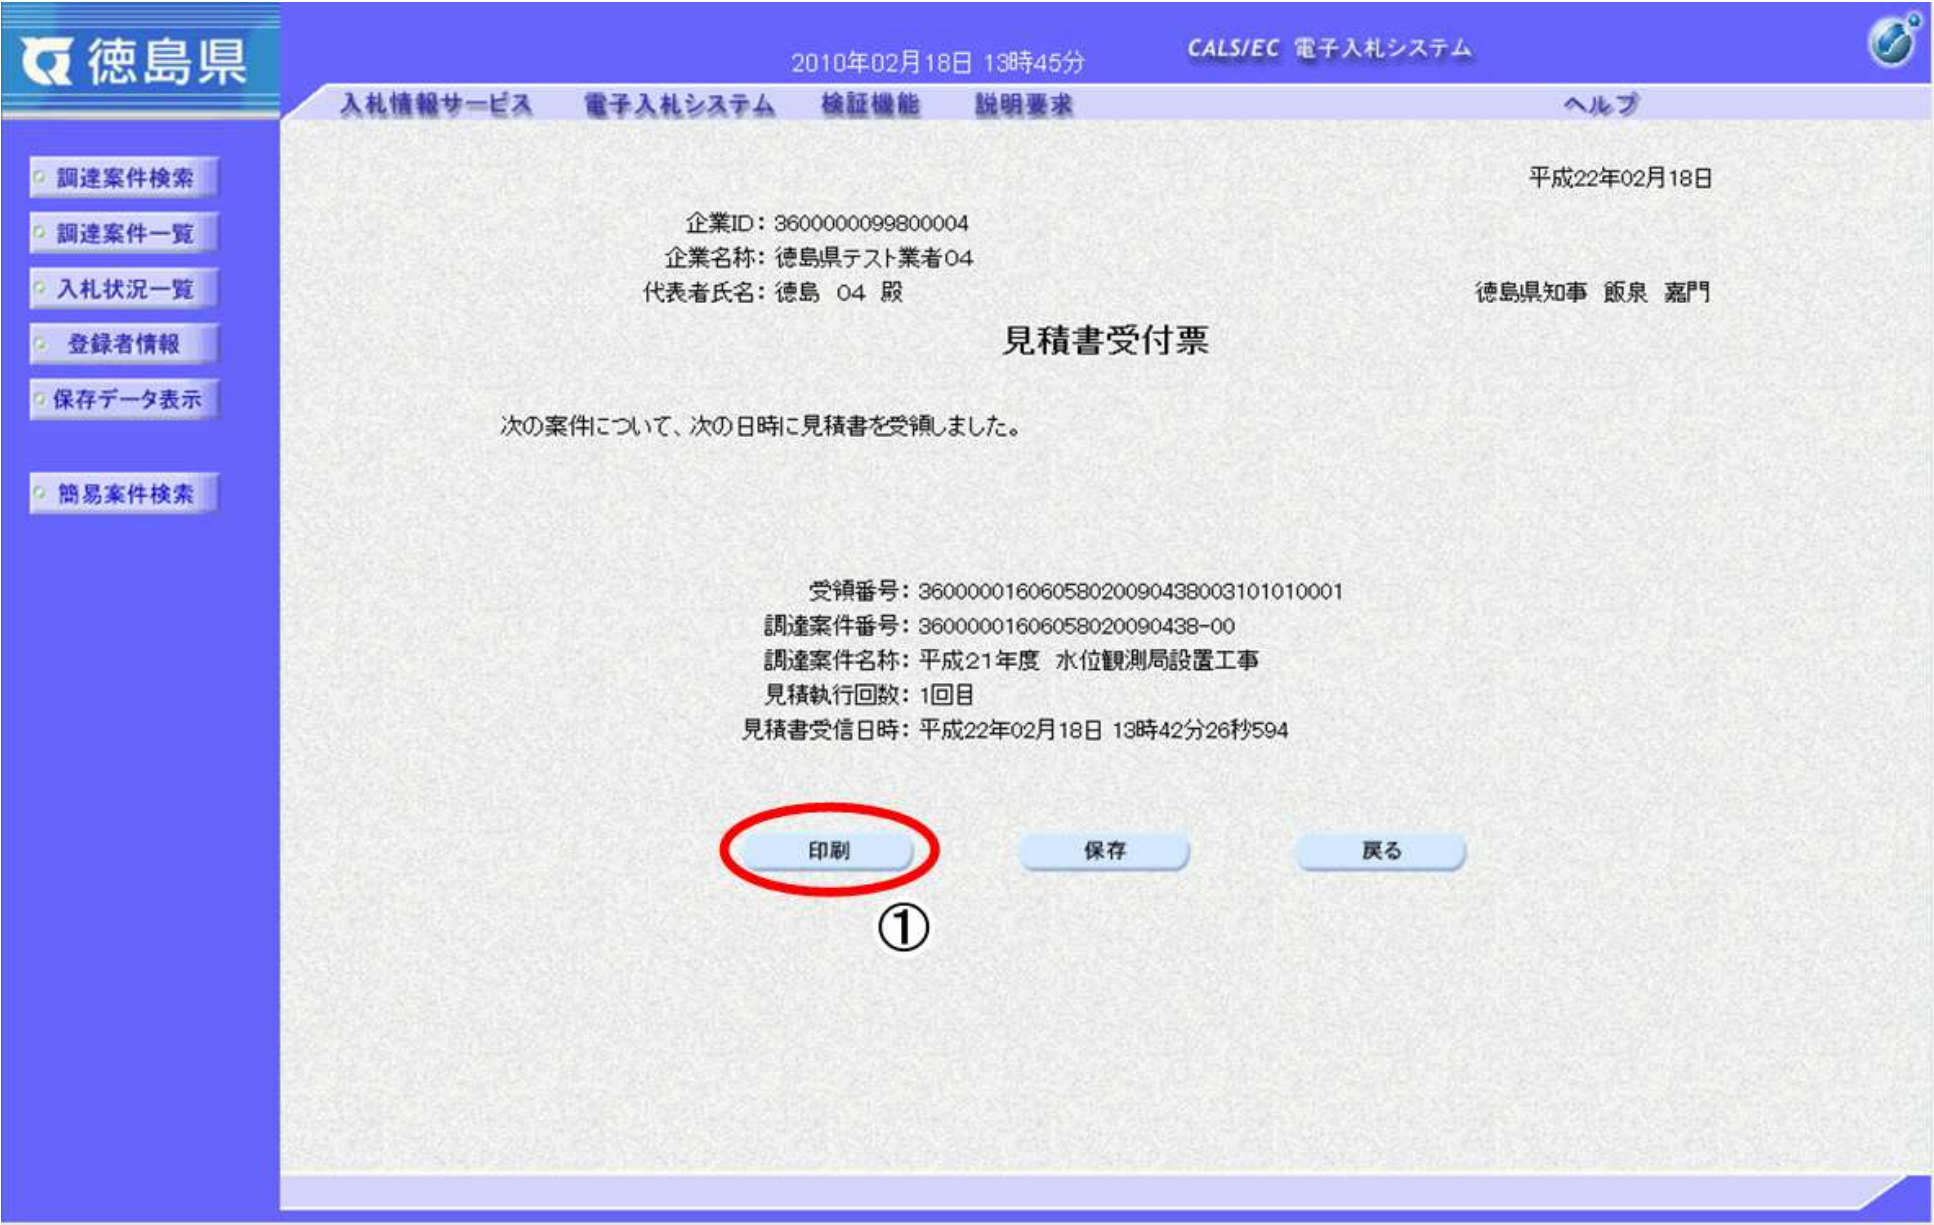 徳島県
2010年02月18日 13時45分
CALS/EC 電子入札システム
入札情報サービス 電子入札システム 検証機能 説明要求 ヘルプ
調達案件検索
調達案件一覧
入札状況一覧
登録者情報
保存データ表示
簡易案件検索
平成22年02月18日
企業ID：3600000099800004
企業名称：徳島県テスト業者04
代表者氏名：徳島 04 殿
徳島県知事 飯泉 嘉門
見積書受付票
次の案件について、次の日時に見積書を受領しました。
受領番号：360000016060580200904380031010​10001
調達案件番号：36000001606058020090438-00
調達案件名称：平成21年度 水位観測局設置工事
見積執行回数：1回目
見積書受信日時：平成22年02月18日 13時42分26秒594
印刷 保存 戻る
①